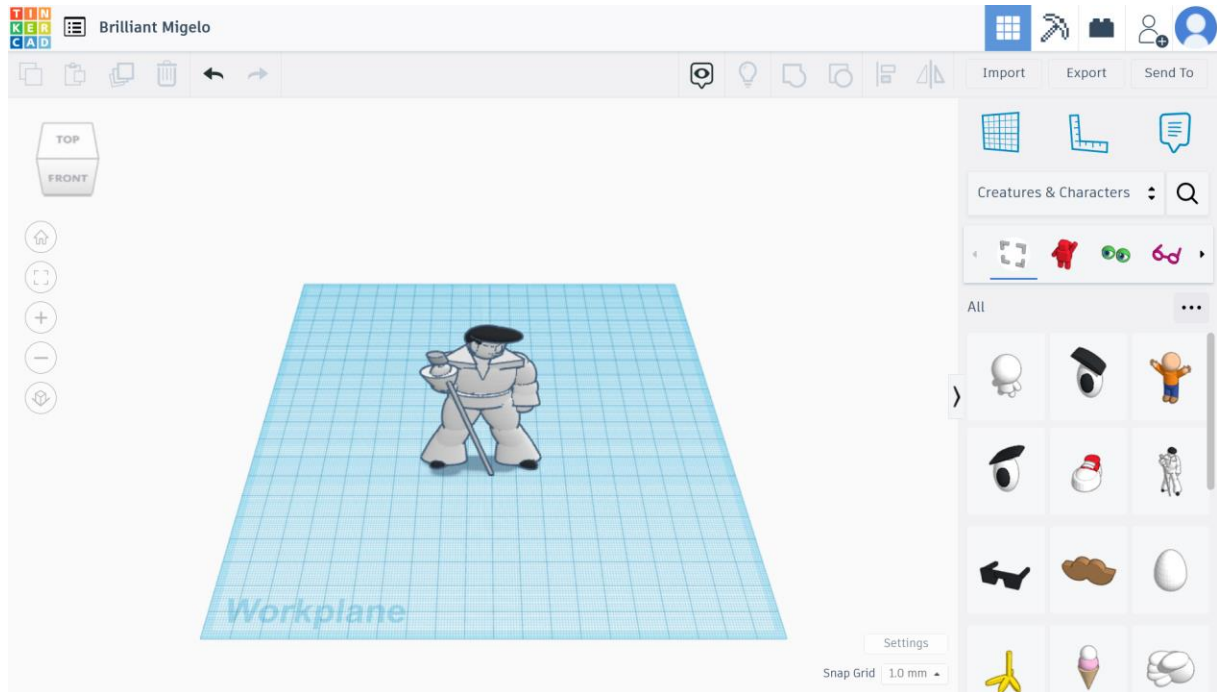 TIN
KER
CAD
Brilliant Migelo
Import
Export
Send To
TOP
FRONT
Creatures & Characters
All
Workplane
Settings
Snap Grid
1.0 mm